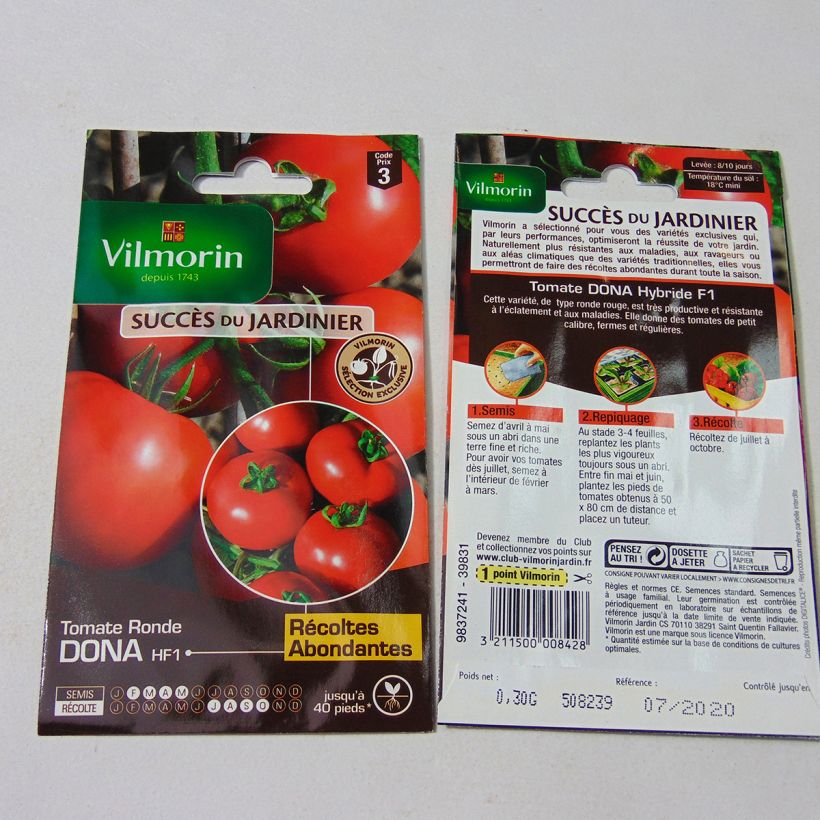 Code
Prix
3
Vilmorin
depuis 1743
SUCCÈS DU JARDINIER
VILMORIN
SÉLECTION EXCLUSIVE
Tomate Ronde
DONA HF1
Récoltes
Abondantes
SEMIS J F M A M J J A S O N D
RÉCOLTE J F M A M J J A S O N D
jusqu'à
40 pieds*
Levée : 8/10 jours
Température du sol :
18°C mini
Vilmorin
depuis 1743
SUCCÈS DU JARDINIER
Vilmorin a sélectionné pour vous des variétés exclusives qui,
par leurs performances, optimiseront la réussite de votre jardin.
Naturellement plus résistantes aux maladies, aux ravageurs ou
aux aléas climatiques que des variétés traditionnelles, elles vous
permettront de faire des récoltes abondantes durant toute la saison.
Tomate DONA Hybride F1
Cette variété, de type ronde rouge, est très productive et résistante
à l'éclatement et aux maladies. Elle donne des tomates de petit
calibre, fermes et régulières.
1.Semis
Semez d'avril à mai
sous un abri dans une
terre fine et riche.
Pour avoir vos tomates
dès juillet, semez à
l'intérieur de février
à mars.
2.Repiquage
Au stade 3-4 feuilles,
replantez les plants
les plus vigoureux
toujours sous un abri.
Entre fin mai et juin,
plantez les pieds de
tomates obtenus à 50
x 80 cm de distance et
placez un tuteur.
3.Récolte
Récoltez de juillet à
octobre.
Devenez membre du Club
et collectionnez vos points sur
www.club-vilmorinjardin.fr
1 point Vilmorin
9837241 - 39831
3 211500 008428
PENSEZ
AU TRI !
DOSETTE
À JETER
SACHET
PAPIER
À RECYCLER
CONSIGNE POUVANT VARIER LOCALEMENT > WWW.CONSIGNESDETRI.FR
Règles et normes CE. Semences standard. Semences
à usage familial. Leur germination est contrôlée
périodiquement en laboratoire sur échantillons de
référence jusqu'à la date limite de vente indiquée.
Vilmorin Jardin CS 70110 38291 Saint Quentin Fallavier.
Vilmorin est une marque sous licence Vilmorin.
* Quantité estimée sur la base de conditions de cultures
optimales.
Crédits photos DIGITALICE® - Reproduction même partielle interdite
Poids net :
Référence :
Contrôlé jusqu'en
0,30G 508239 07/2020